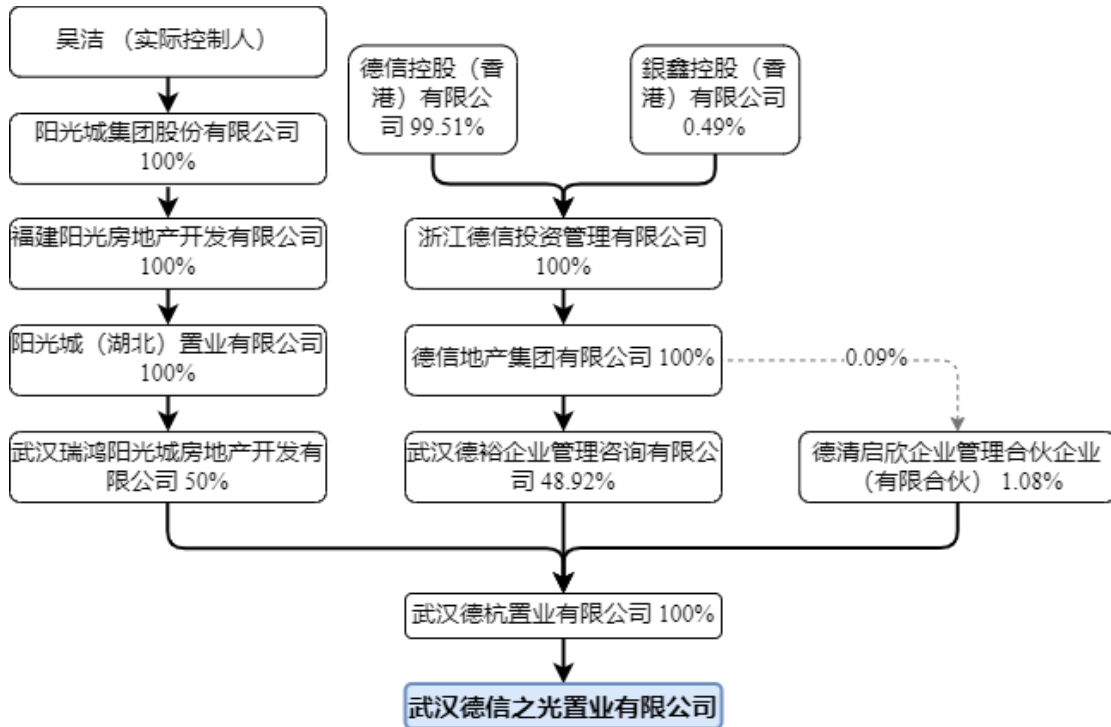 吴洁 （实际控制人）
德信控股（香
港）有限公
司 99.51%
銀鑫控股（香
港）有限公司
0.49%
阳光城集团股份有限公司
100%
福建阳光房地产开发有限公司
100%
浙江德信投资管理有限公司
100%
阳光城（湖北）置业有限公司
100%
德信地产集团有限公司 100%
0.09%
武汉瑞鸿阳光城房地产开发有
限公司 50%
武汉德裕企业管理咨询有限公
司 48.92%
德清启欣企业管理合伙企业
（有限合伙） 1.08%
武汉德杭置业有限公司 100%
武汉德信之光置业有限公司